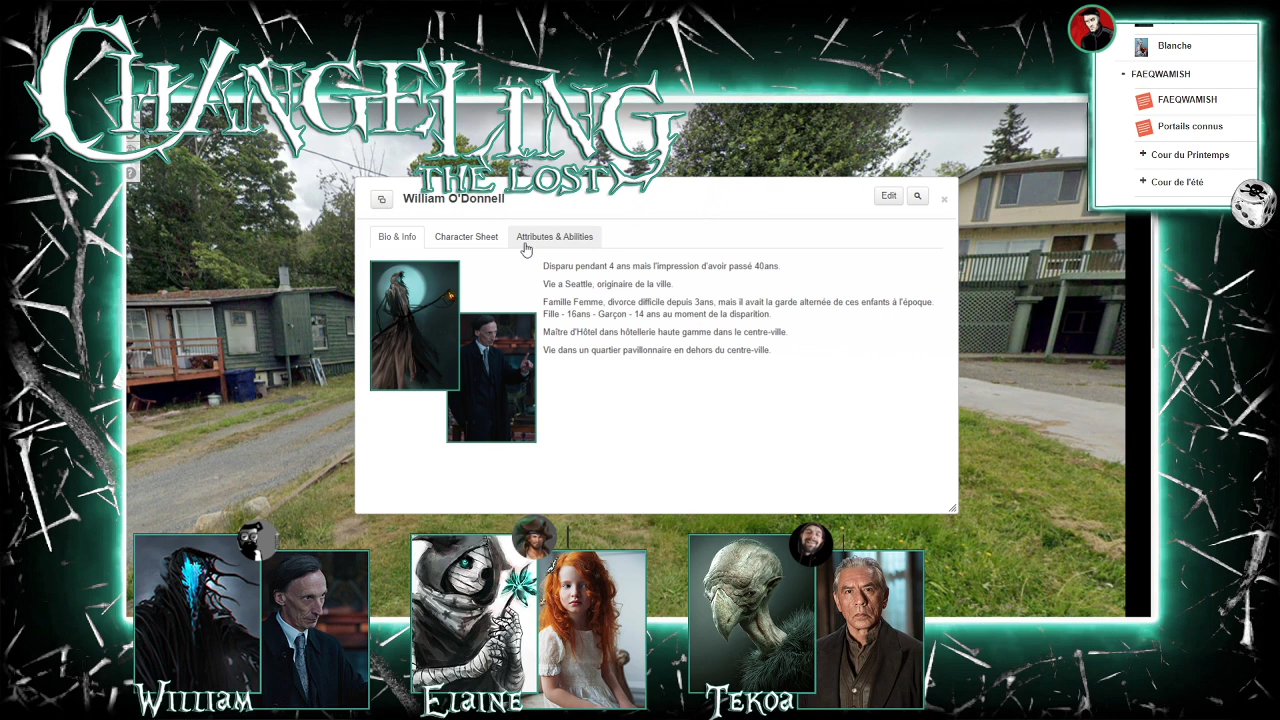 CHANGELING
THE LOST
Blanche
FAEQWAMISH
FAEQWAMISH
Portails connus
Cour du Printemps
Cour de l'été
William O'Donnell
Edit
Bio & Info
Character Sheet
Attributes & Abilities
Disparu pendant 4 ans mais l'impression d'avoir passé 40ans.
Vie a Seattle, originaire de la ville.
Famille Femme, divorce difficile depuis 3ans, mais il avait la garde alternée de ces enfants à l'époque.
Fille - 16ans - Garçon - 14 ans au moment de la disparition.
Maître d'Hôtel dans hôtellerie haute gamme dans le centre-ville.
Vie dans un quartier pavillonnaire en dehors du centre-ville.
WILLIAM
ELAINE
TEKOA